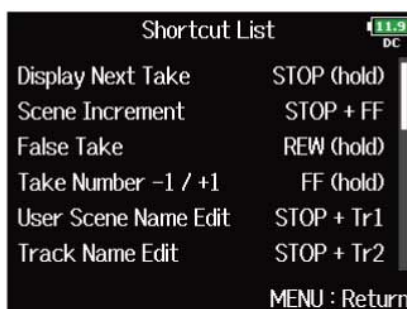 Shortcut List
11.9
DC
Display Next Take STOP (hold)
Scene Increment STOP + FF
False Take REW (hold)
Take Number -1 / +1 FF (hold)
User Scene Name Edit STOP + Tr1
Track Name Edit STOP + Tr2
MENU : Return